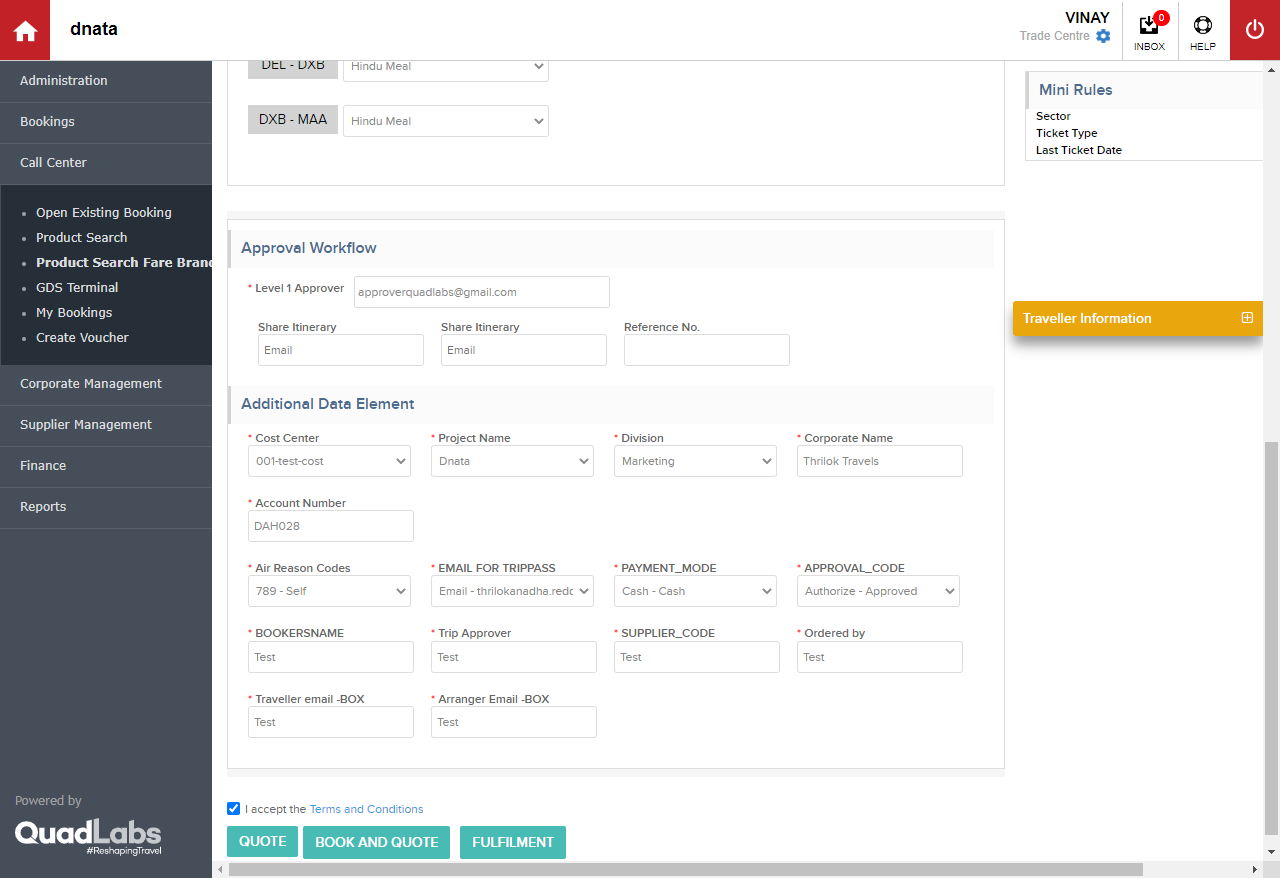 dnata
VINAY
Trade Centre
0
INBOX
HELP
Administration
Bookings
Call Center
Open Existing Booking
Product Search
Product Search Fare Brand
GDS Terminal
My Bookings
Create Voucher
Corporate Management
Supplier Management
Finance
Reports
Powered by
QuadLabs
#ReshapingTravel
DEL - DXB Hindu Meal
DXB - MAA Hindu Meal
Approval Workflow
* Level 1 Approver approverquadlabs@gmail.com
Share Itinerary Share Itinerary Reference No.
Email Email
Additional Data Element
* Cost Center * Project Name * Division * Corporate Name
001-test-cost Dnata Marketing Thrilok Travels
* Account Number
DAH028
* Air Reason Codes * EMAIL FOR TRIPPASS * PAYMENT_MODE * APPROVAL_CODE
789 - Self Email - thrilokanadha.redd Cash - Cash Authorize - Approved
* BOOKERSNAME * Trip Approver * SUPPLIER_CODE * Ordered by
Test Test Test Test
* Traveller email -BOX * Arranger Email -BOX
Test Test
I accept the Terms and Conditions
QUOTE BOOK AND QUOTE FULFILMENT
Mini Rules
Sector
Ticket Type
Last Ticket Date
Traveller Information